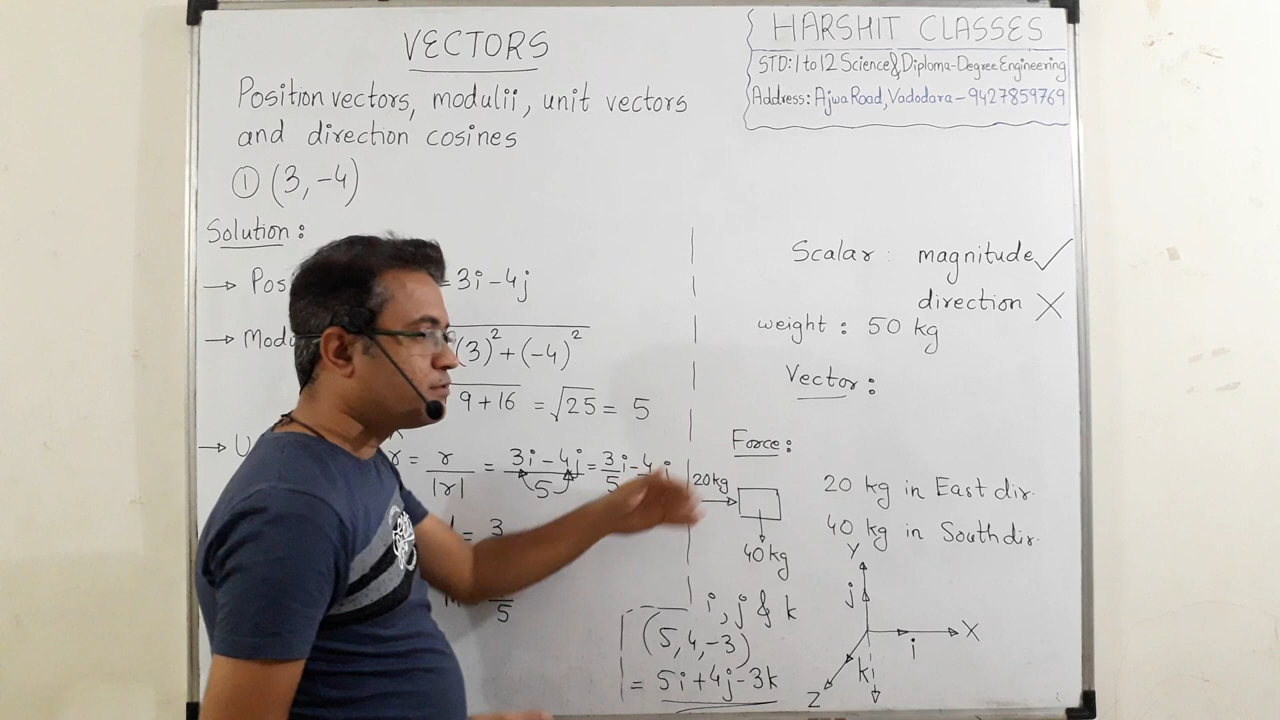 VECTORS
Position vectors, modulii, unit vectors
and direction cosines
① (3, -4)
Solution :
→ Pos = 3i - 4j
→ Modu (3)² + (-4)²
9 + 16 = √25 = 5
→ U r = r/|r| = 3i - 4j/5 = 3/5 i - 4 j
= 3
5
HARSHIT CLASSES
STD: 1 to 12 Science & Diploma-Degree Engineering
Address: Ajwa Road, Vadodara - 9427859769
Scalar : magnitude ✓
direction ✗
weight : 50 kg
Vector :
Force :
20 kg
40 kg
20 kg in East dir.
40 kg in South dir.
i, j & k
(5, 4, -3)
= 5i + 4j - 3k
Y
j
X
i
k
Z